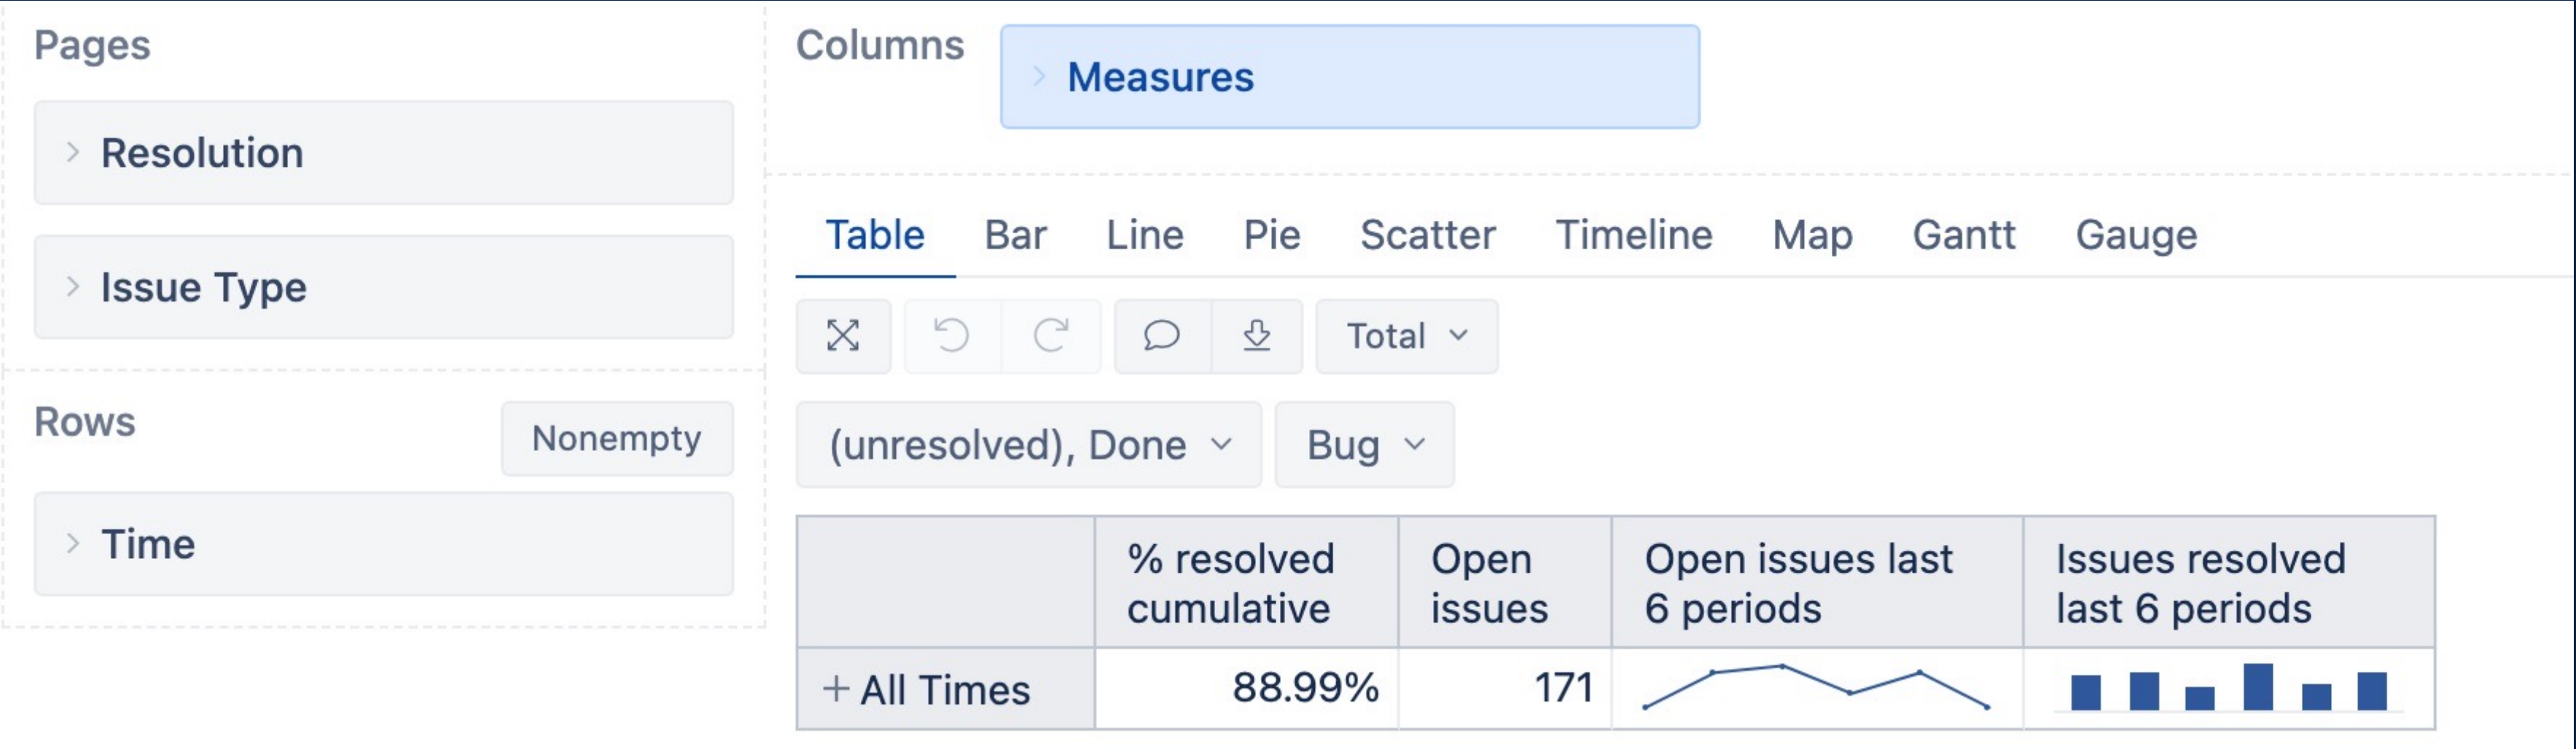 Pages
Resolution
Issue Type
Rows
Nonempty
Time
Columns
Measures
Table Bar Line Pie Scatter Timeline Map Gantt Gauge
Total
(unresolved), Done
Bug
% resolved
cumulative
Open
issues
Open issues last
6 periods
Issues resolved
last 6 periods
+ All Times
88.99%
171